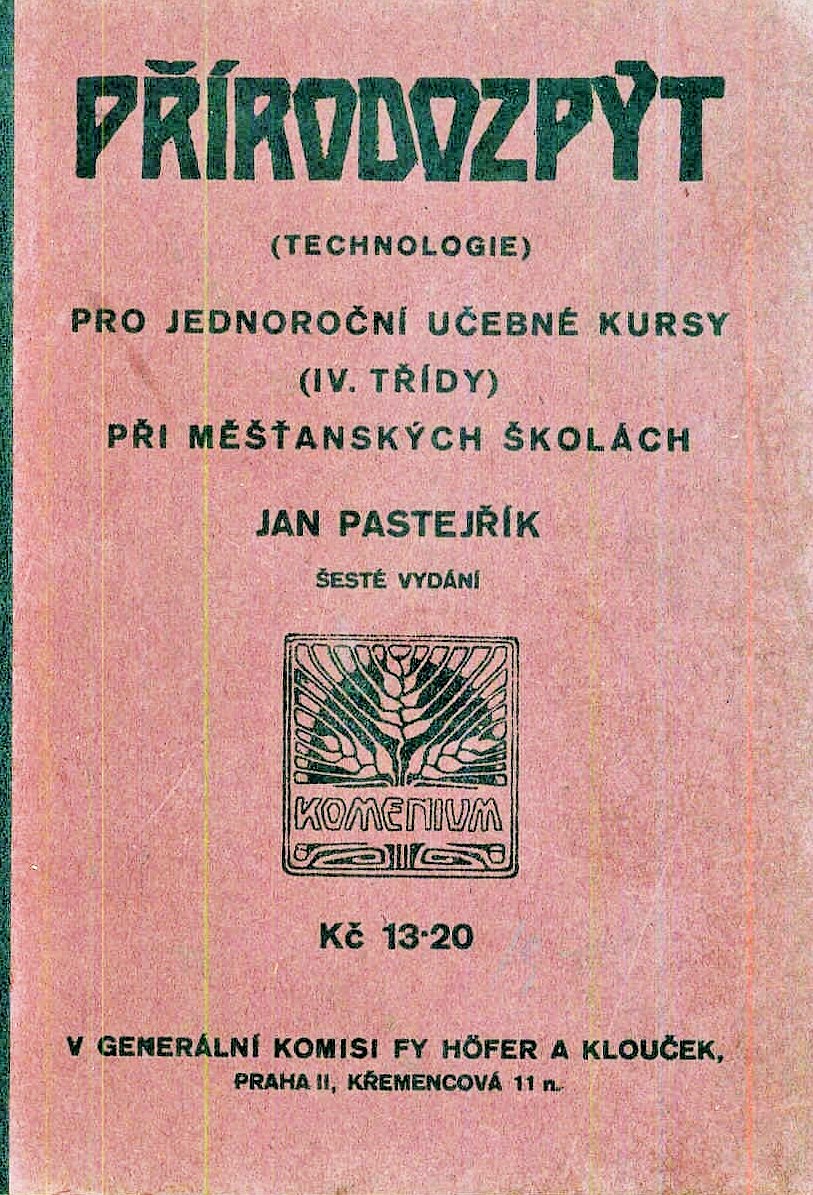 PŘÍRODOZPYT
(TECHNOLOGIE)
PRO JEDNOROČNÍ UČEBNÉ KURSY
(IV. TŘÍDY)
PŘI MĚŠŤANSKÝCH ŠKOLÁCH
JAN PASTEJŘÍK
ŠESTÉ VYDÁNÍ
KOMENIUM
Kč 13·20
V GENERÁLNÍ KOMISI FY HÖFER A KLOUČEK,
PRAHA II, KŘEMENCOVÁ 11 n.